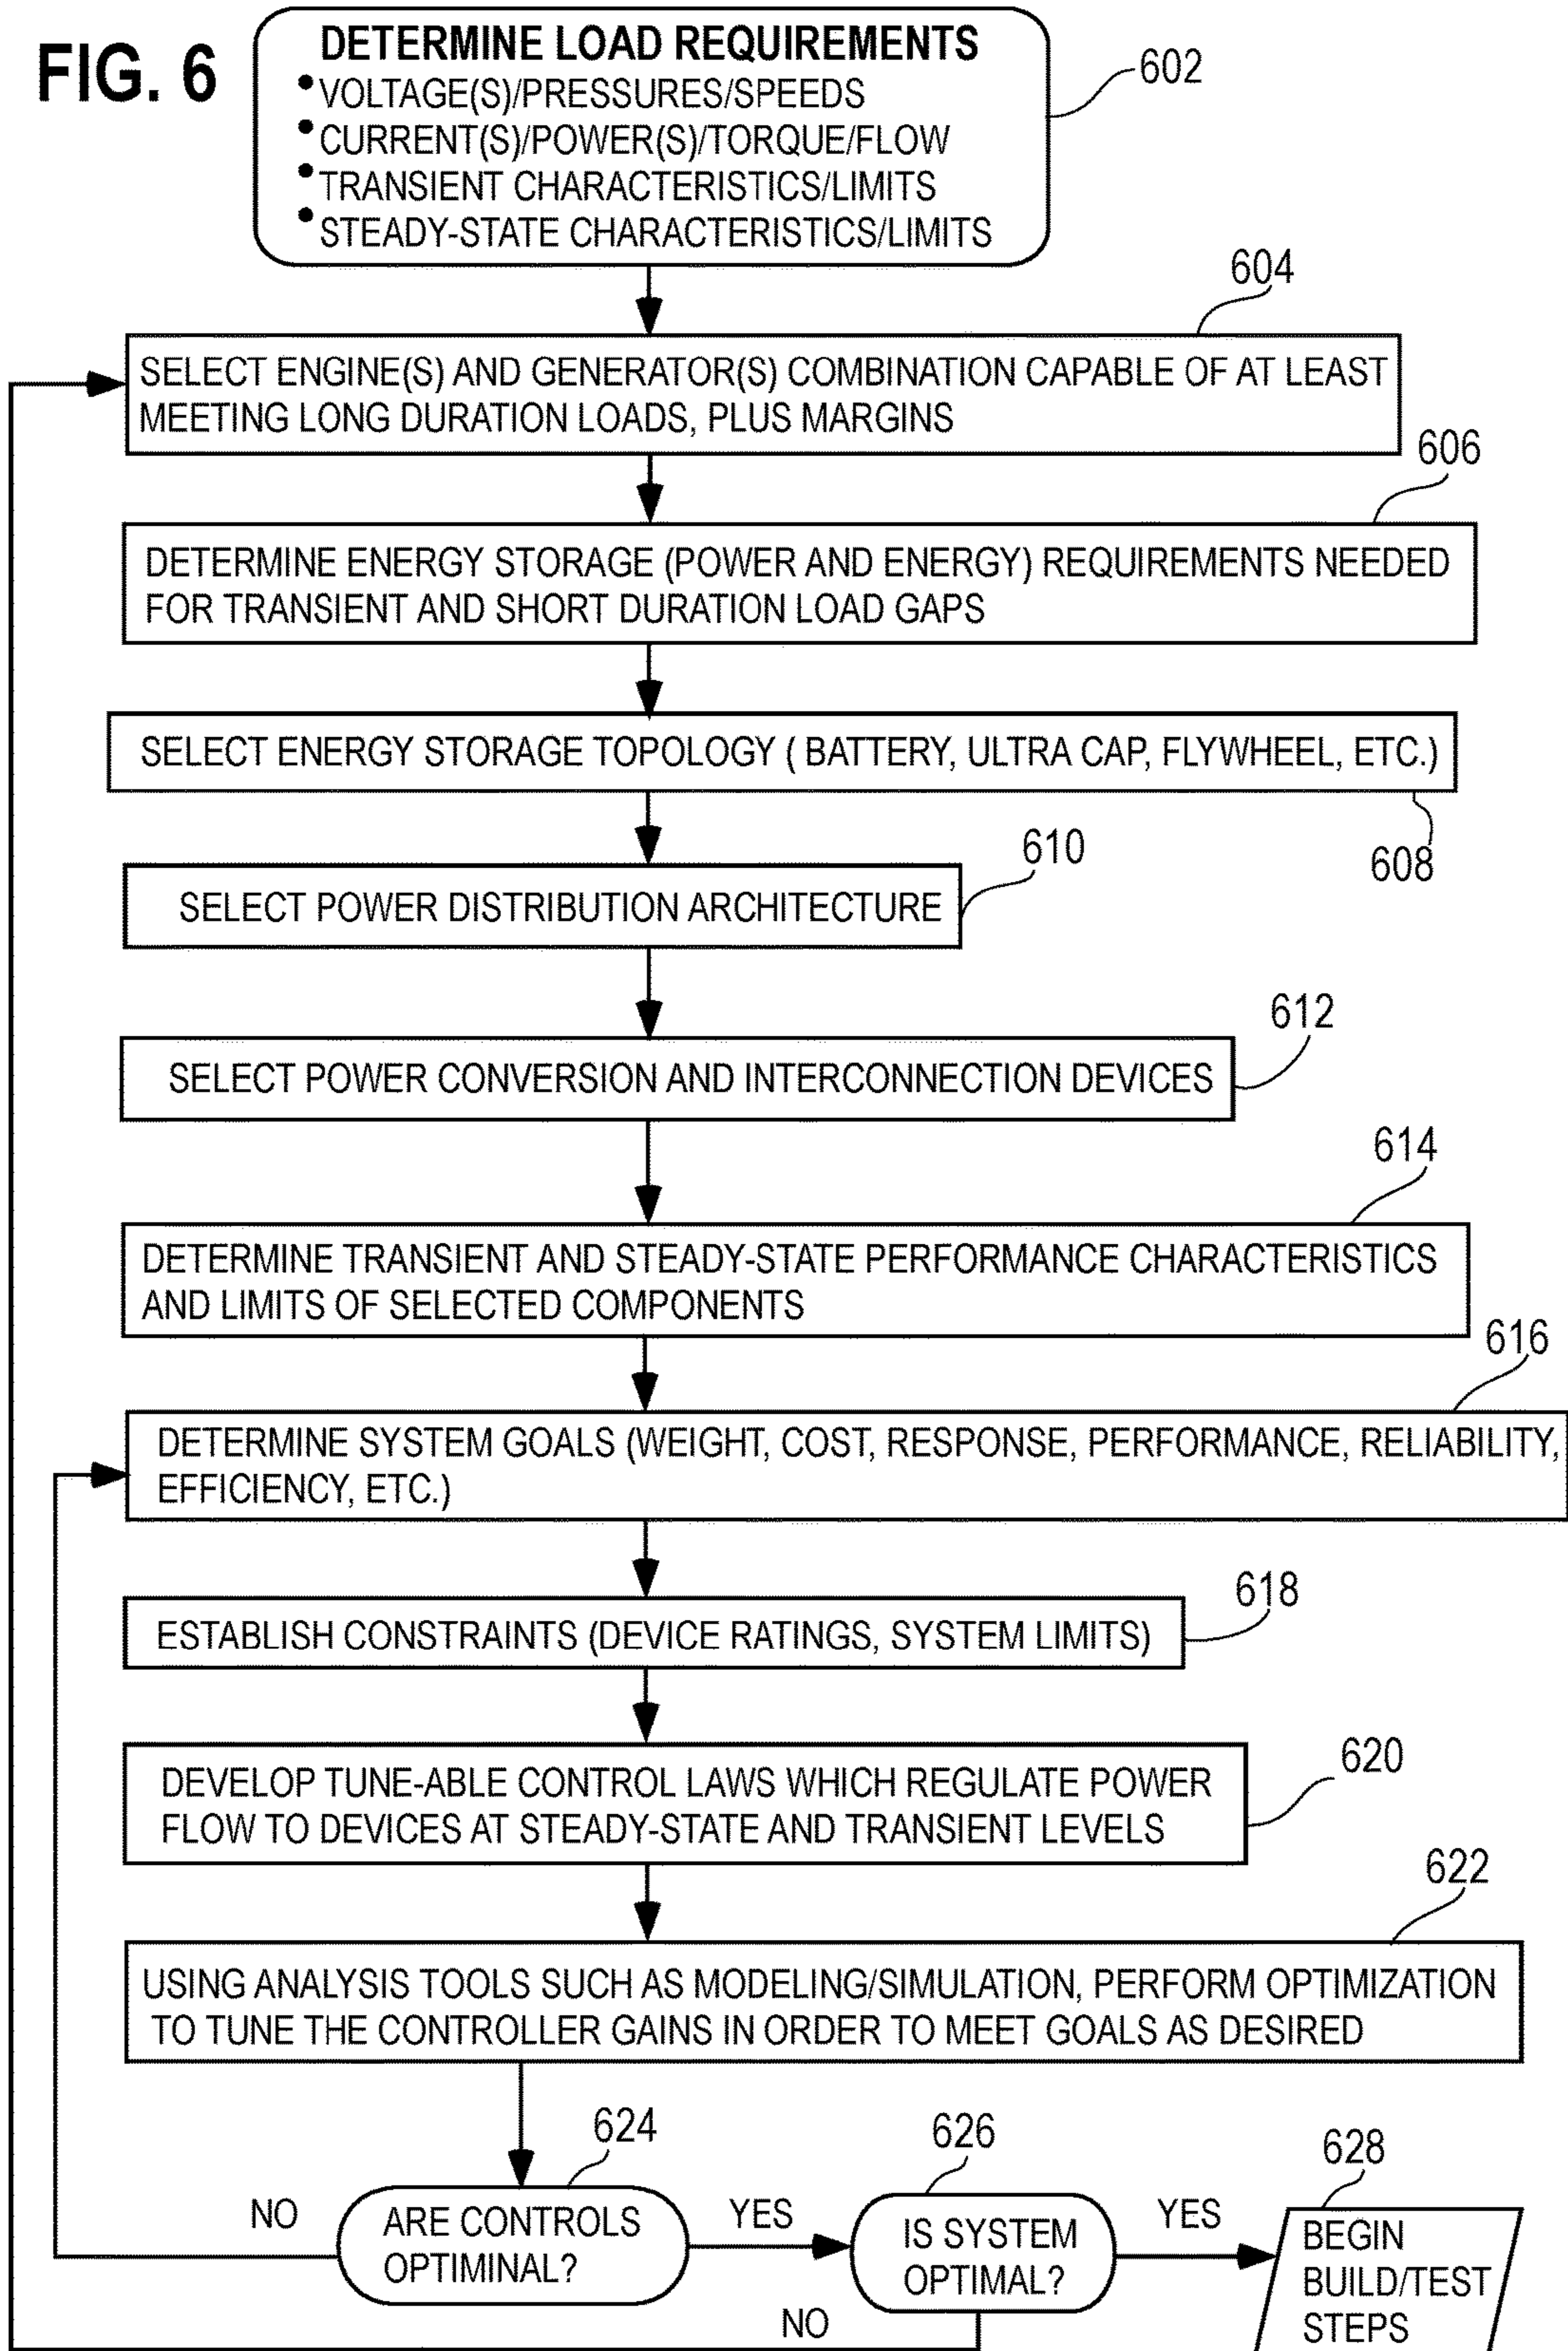 FIG. 6
DETERMINE LOAD REQUIREMENTS
• VOLTAGE(S)/PRESSURES/SPEEDS
• CURRENT(S)/POWER(S)/TORQUE/FLOW
• TRANSIENT CHARACTERISTICS/LIMITS
• STEADY-STATE CHARACTERISTICS/LIMITS
602
604
SELECT ENGINE(S) AND GENERATOR(S) COMBINATION CAPABLE OF AT LEAST
MEETING LONG DURATION LOADS, PLUS MARGINS
606
DETERMINE ENERGY STORAGE (POWER AND ENERGY) REQUIREMENTS NEEDED
FOR TRANSIENT AND SHORT DURATION LOAD GAPS
SELECT ENERGY STORAGE TOPOLOGY ( BATTERY, ULTRA CAP, FLYWHEEL, ETC.)
608
610
SELECT POWER DISTRIBUTION ARCHITECTURE
612
SELECT POWER CONVERSION AND INTERCONNECTION DEVICES
614
DETERMINE TRANSIENT AND STEADY-STATE PERFORMANCE CHARACTERISTICS
AND LIMITS OF SELECTED COMPONENTS
616
DETERMINE SYSTEM GOALS (WEIGHT, COST, RESPONSE, PERFORMANCE, RELIABILITY,
EFFICIENCY, ETC.)
618
ESTABLISH CONSTRAINTS (DEVICE RATINGS, SYSTEM LIMITS)
620
DEVELOP TUNE-ABLE CONTROL LAWS WHICH REGULATE POWER
FLOW TO DEVICES AT STEADY-STATE AND TRANSIENT LEVELS
622
USING ANALYSIS TOOLS SUCH AS MODELING/SIMULATION, PERFORM OPTIMIZATION
TO TUNE THE CONTROLLER GAINS IN ORDER TO MEET GOALS AS DESIRED
624
626
628
NO
ARE CONTROLS
OPTIMINAL?
YES
IS SYSTEM
OPTIMAL?
YES
BEGIN
BUILD/TEST
STEPS
NO